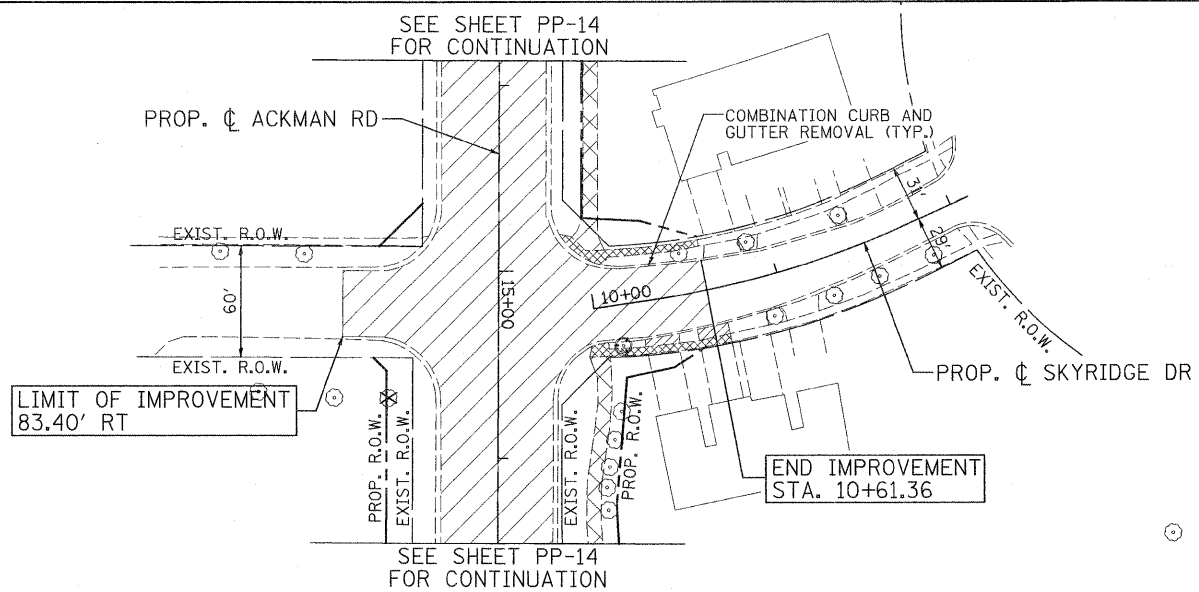 SEE SHEET PP-14
FOR CONTINUATION
PROP. ℄ ACKMAN RD
COMBINATION CURB AND
GUTTER REMOVAL (TYP.)
31'
29'
EXIST. R.O.W.
60'
EXIST. R.O.W.
15+00
10+00
EXIST. R.O.W.
PROP. ℄ SKYRIDGE DR
LIMIT OF IMPROVEMENT
83.40' RT
PROP. R.O.W.
EXIST. R.O.W.
EXIST. R.O.W.
PROP. R.O.W.
END IMPROVEMENT
STA. 10+61.36
SEE SHEET PP-14
FOR CONTINUATION